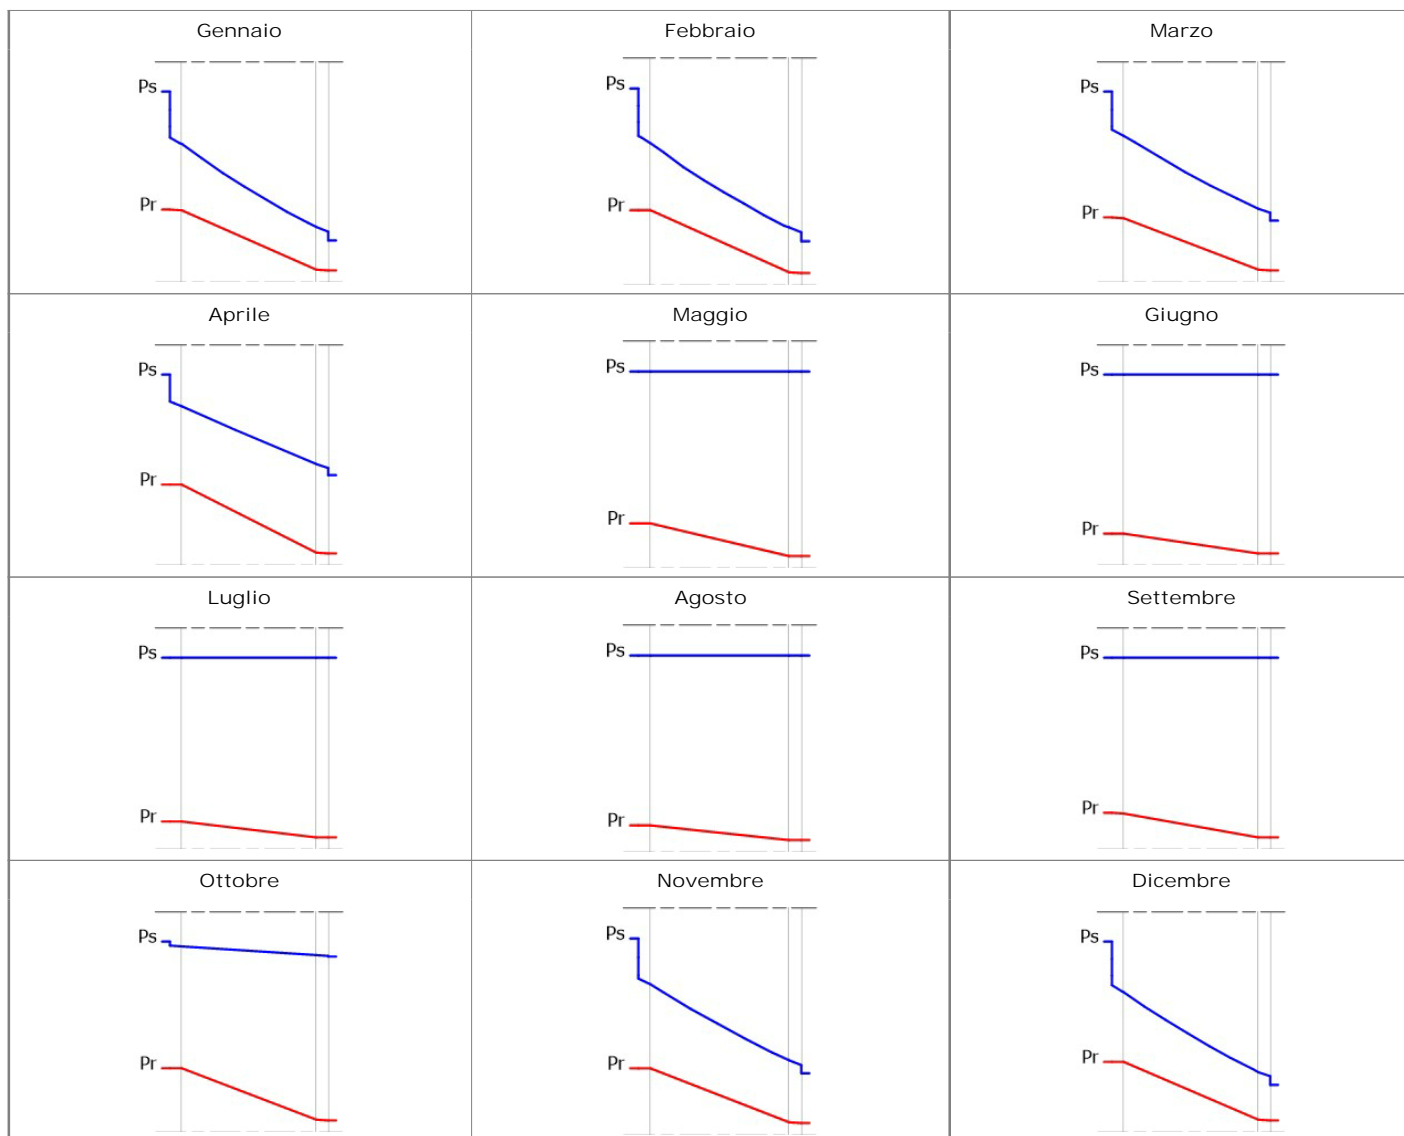 Gennaio
Febbraio
Marzo
Ps
Ps
Ps
Pr
Pr
Pr
Aprile
Maggio
Giugno
Ps
Ps
Ps
Pr
Pr
Pr
Luglio
Agosto
Settembre
Ps
Ps
Ps
Pr
Pr
Pr
Ottobre
Novembre
Dicembre
Ps
Ps
Ps
Pr
Pr
Pr